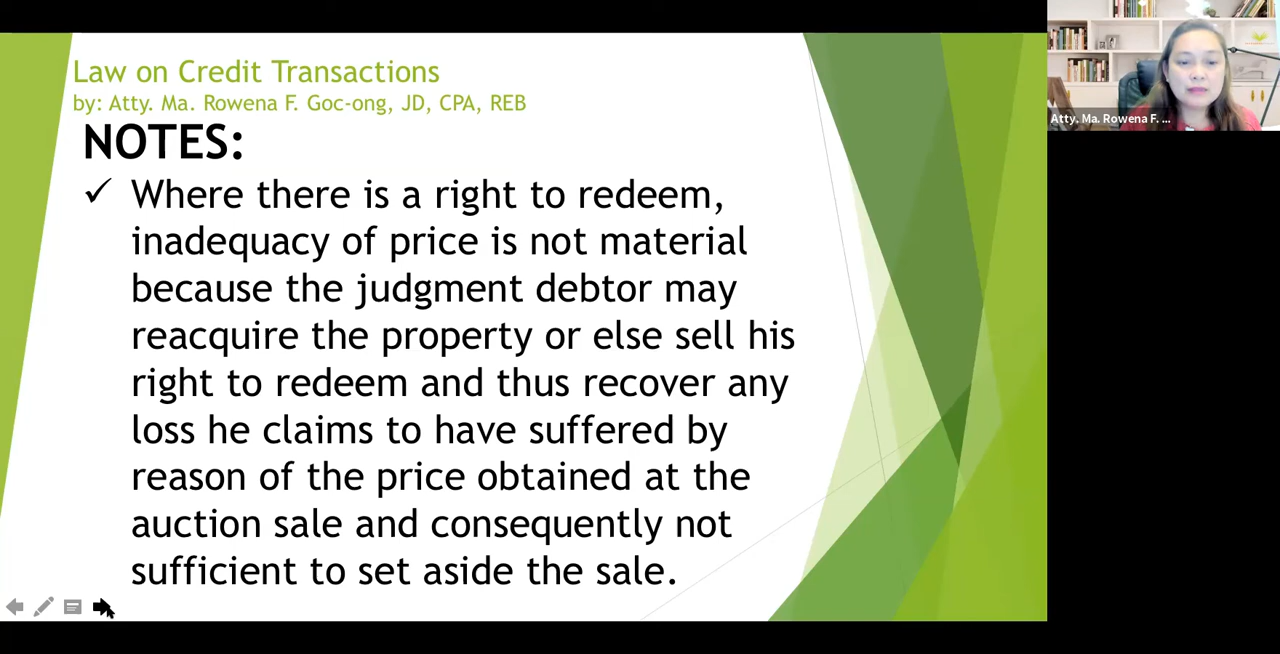 Law on Credit Transactions
by: Atty. Ma. Rowena F. Goc-ong, JD, CPA, REB
NOTES:
✓ Where there is a right to redeem,
inadequacy of price is not material
because the judgment debtor may
reacquire the property or else sell his
right to redeem and thus recover any
loss he claims to have suffered by
reason of the price obtained at the
auction sale and consequently not
sufficient to set aside the sale.
Atty. Ma. Rowena F. ...